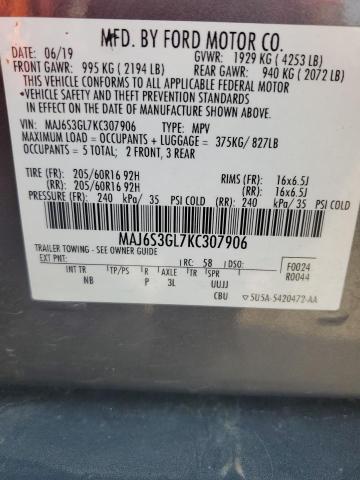 MFD. BY FORD MOTOR CO.
DATE: 06/19 GVWR: 1929 KG ( 4253 LB)
FRONT GAWR: 995 KG ( 2194 LB) REAR GAWR: 940 KG ( 2072 LB)
THIS VEHICLE CONFORMS TO ALL APPLICABLE FEDERAL MOTOR
VEHICLE SAFETY AND THEFT PREVENTION STANDARDS
IN EFFECT ON THE DATE OF MANUFACTURE SHOWN ABOVE.
VIN: MAJ6S3GL7KC307906 TYPE: MPV
MAXIMUM LOAD = OCCUPANTS + LUGGAGE = 375KG/ 827LB
OCCUPANTS = 5 TOTAL; 2 FRONT, 3 REAR
TIRE (FR): 205/60R16 92H RIMS (FR): 16x6.5J
TIRE (RR): 205/60R16 92H RIMS (RR): 16x6.5J
PRESSURE (FR): 240 kPa/ 35 PSI COLD (RR): 240 kPa/ 35 PSI COLD
MAJ6S3GL7KC307906
TRAILER TOWING - SEE OWNER GUIDE
EXT PNT: RC: 58 DSO: F0024
INT TR TP/PS R AXLE TR SPR R0044
NB P 3L UUJJ
CBU 5U5A-5420472-AA